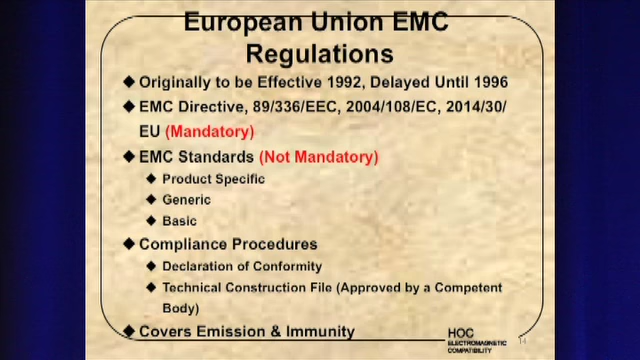 European Union EMC
Regulations
Originally to be Effective 1992, Delayed Until 1996
EMC Directive, 89/336/EEC, 2004/108/EC, 2014/30/
EU (Mandatory)
EMC Standards (Not Mandatory)
Product Specific
Generic
Basic
Compliance Procedures
Declaration of Conformity
Technical Construction File (Approved by a Competent
Body)
Covers Emission & Immunity
HOC
ELECTROMAGNETIC
COMPATIBILITY
14